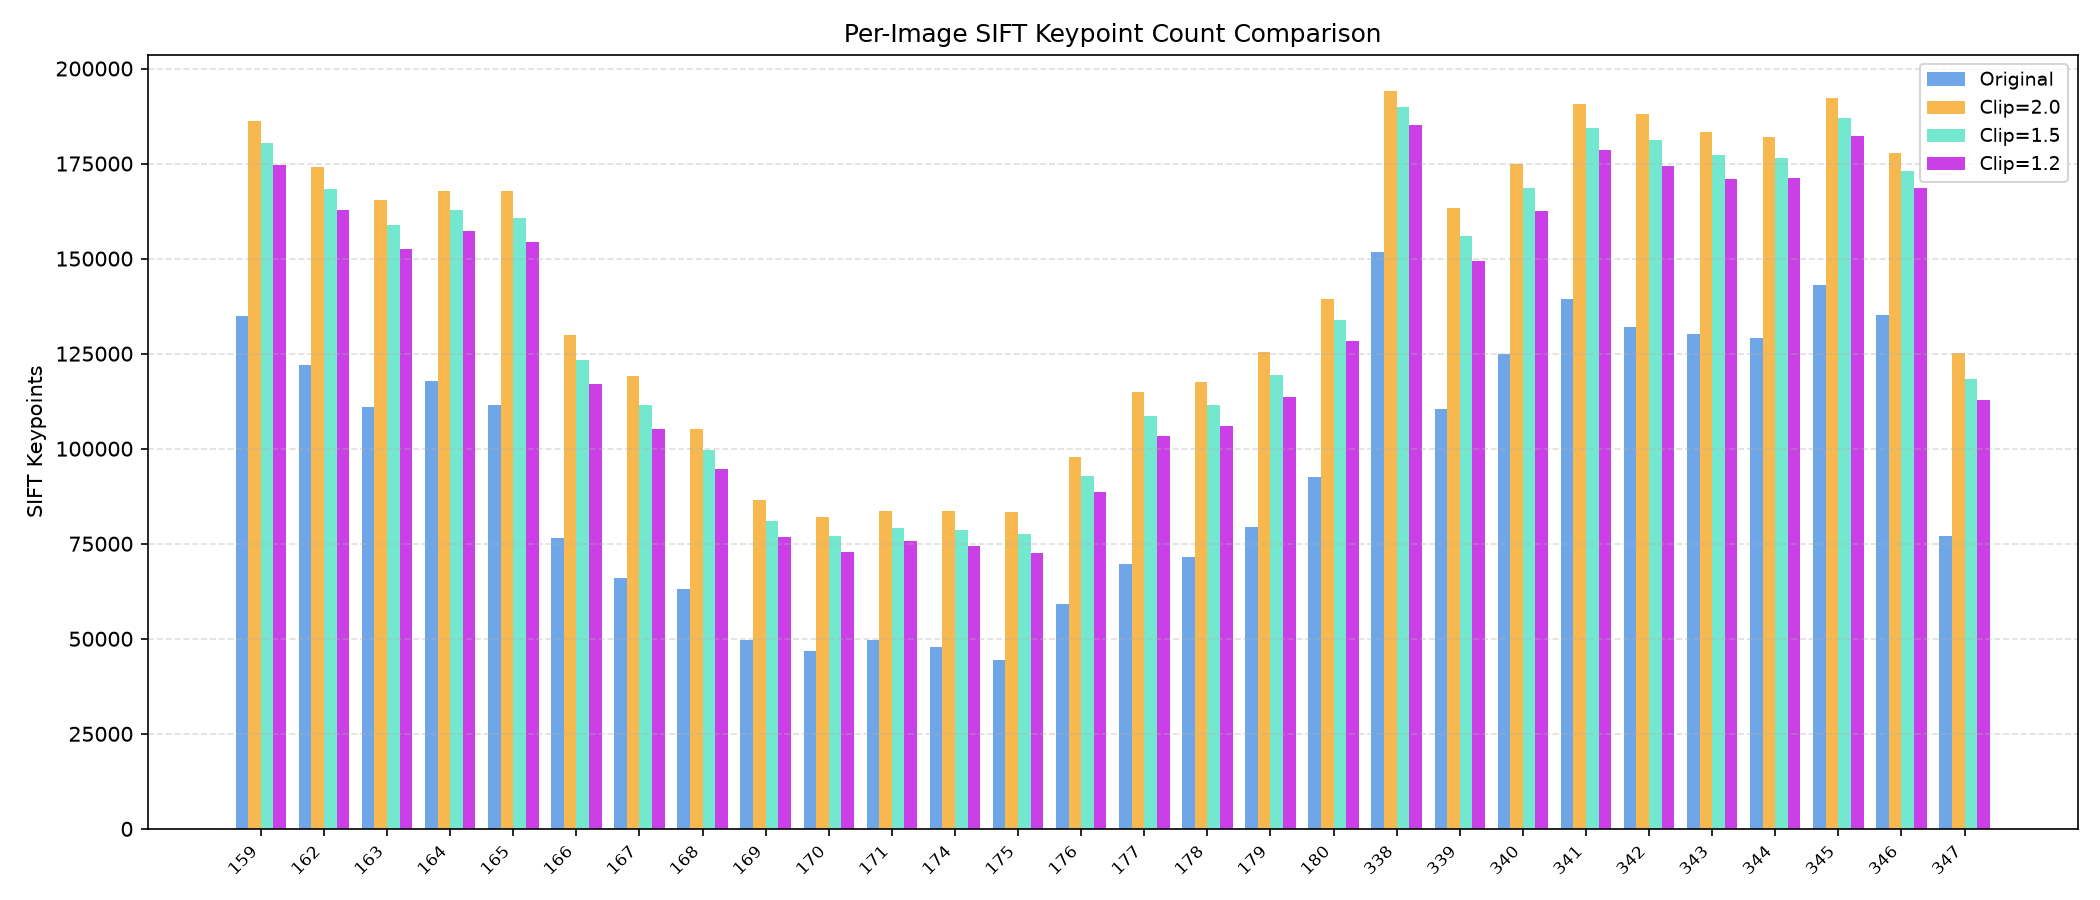 Per-Image SIFT Keypoint Count Comparison
SIFT Keypoints
200000
175000
150000
125000
100000
75000
50000
25000
0
Original
Clip=2.0
Clip=1.5
Clip=1.2
159 162 163 164 165 166 167 168 169 170 171 174 175 176 177 178 179 180 338 339 340 341 342 343 344 345 346 347